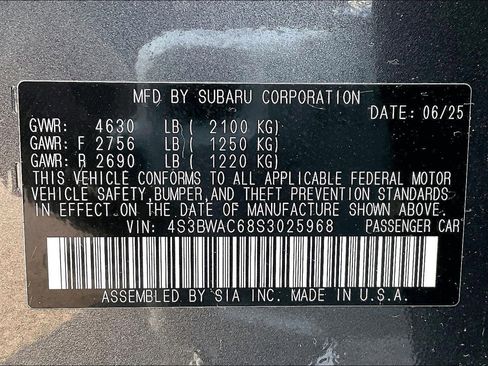 MFD BY SUBARU CORPORATION
DATE: 06/25
GVWR: 4630 LB ( 2100 KG)
GAWR: F 2756 LB ( 1250 KG)
GAWR: R 2690 LB ( 1220 KG)
THIS VEHICLE CONFORMS TO ALL APPLICABLE FEDERAL MOTOR
VEHICLE SAFETY,BUMPER,AND THEFT PREVENTION STANDARDS
IN EFFECT ON THE DATE OF MANUFACTURE SHOWN ABOVE.
VIN: 4S3BWAC68S3025968 PASSENGER CAR
ASSEMBLED BY SIA INC. MADE IN U.S.A.